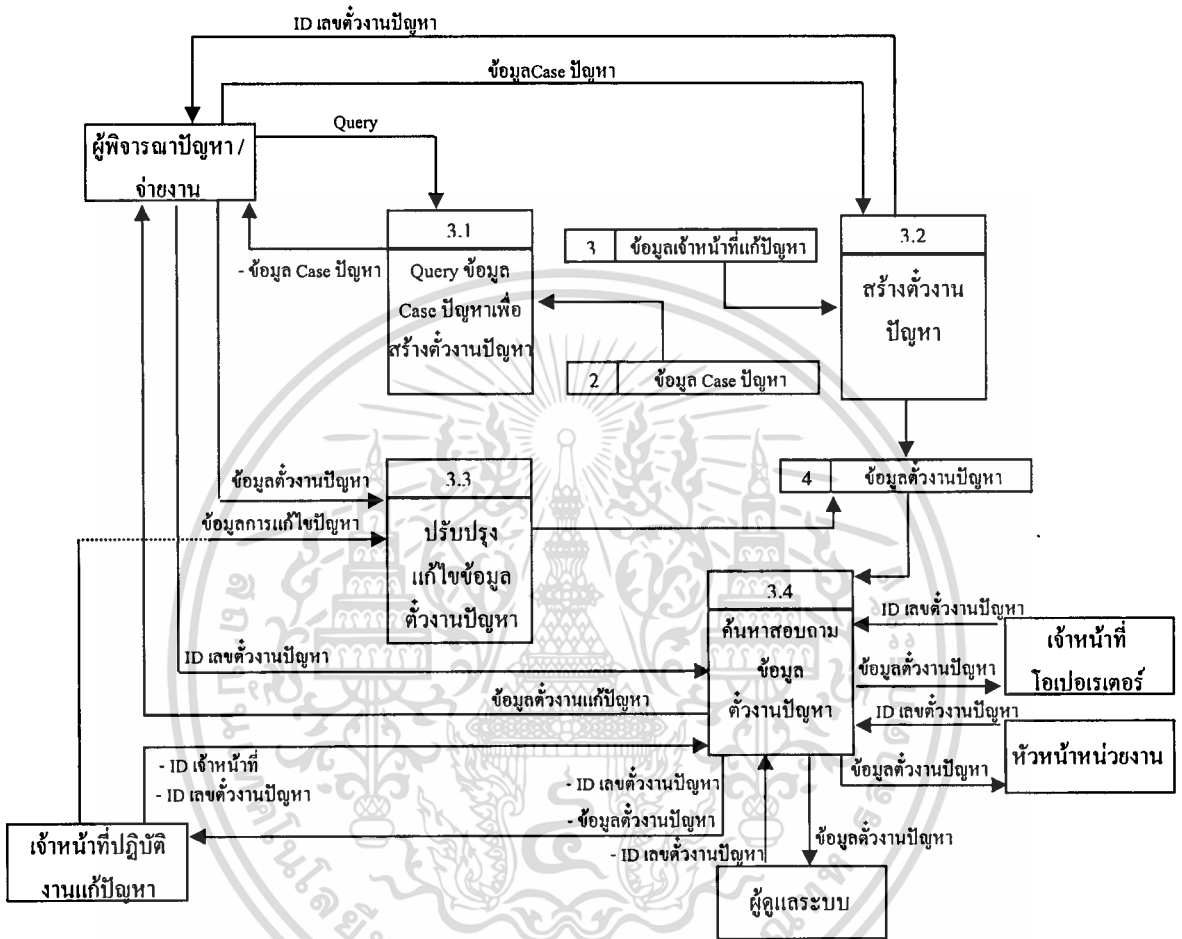 ID เลขตั๋วงานปัญหา
ข้อมูลCase ปัญหา
Query
ผู้พิจารณาปัญหา /
จ่ายงาน
3.1
Query ข้อมูล
Case ปัญหาเพื่อ
สร้างตั๋วงานปัญหา
- ข้อมูล Case ปัญหา
3 ข้อมูลเจ้าหน้าที่แก้ปัญหา
3.2
สร้างตั๋วงาน
ปัญหา
2 ข้อมูล Case ปัญหา
4 ข้อมูลตั๋วงานปัญหา
ข้อมูลตั๋วงานปัญหา
ข้อมูลการแก้ไขปัญหา
3.3
ปรับปรุง
แก้ไขข้อมูล
ตั๋วงานปัญหา
3.4
ค้นหาสอบถาม
ข้อมูล
ตั๋วงานปัญหา
ID เลขตั๋วงานปัญหา
เจ้าหน้าที่
โอเปอเรเตอร์
ข้อมูลตั๋วงานปัญหา
ID เลขตั๋วงานปัญหา
หัวหน้าหน่วยงาน
ข้อมูลตั๋วงานปัญหา
ID เลขตั๋วงานปัญหา
ข้อมูลตั๋วงานแก้ปัญหา
- ID เจ้าหน้าที่
- ID เลขตั๋วงานปัญหา
- ID เลขตั๋วงานปัญหา
- ข้อมูลตั๋วงานปัญหา
- ID เลขตั๋วงานปัญหา
ข้อมูลตั๋วงานปัญหา
เจ้าหน้าที่ปฏิบัติ
งานแก้ปัญหา
ผู้ดูแลระบบ